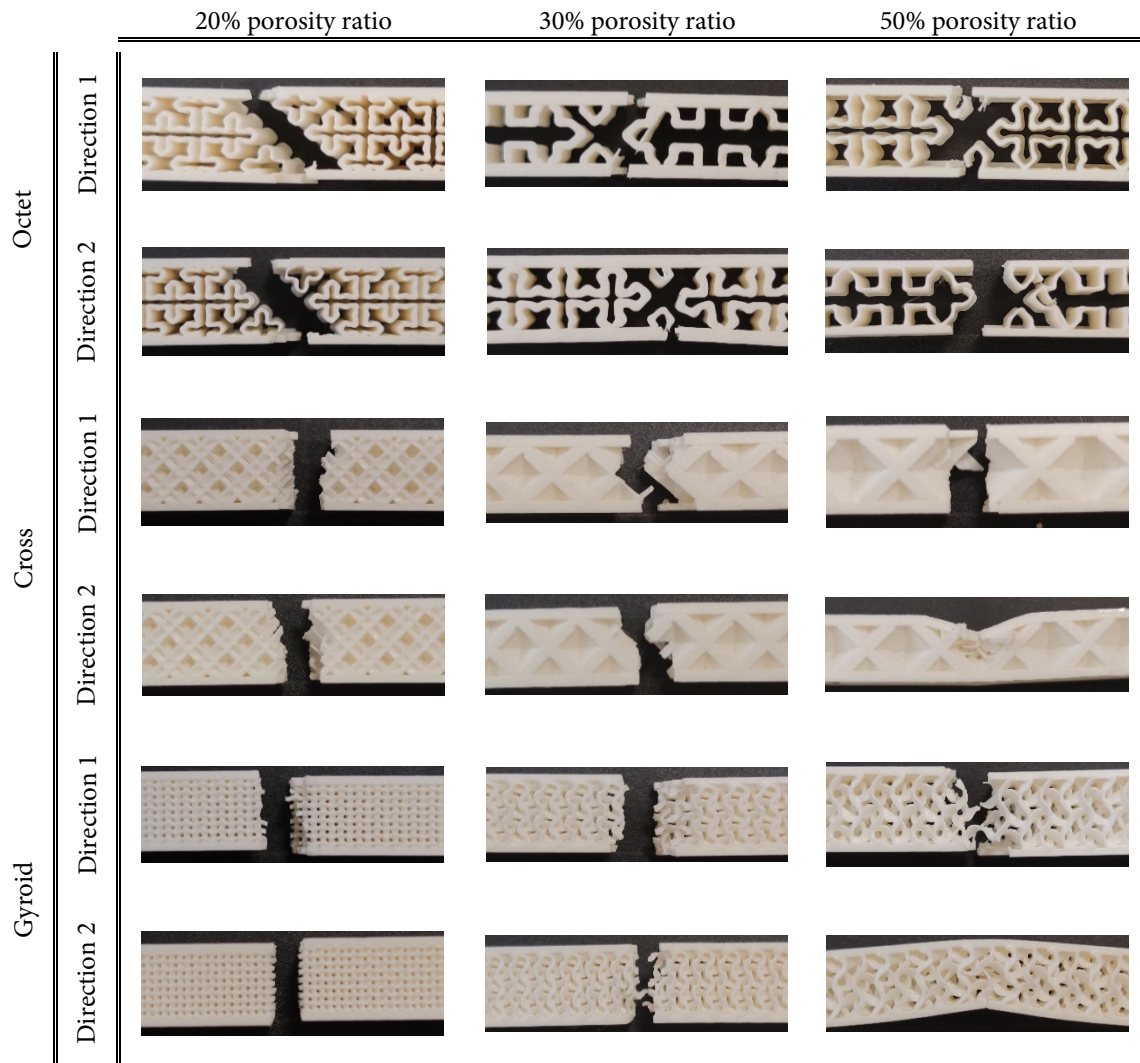 20% porosity ratio 30% porosity ratio 50% porosity ratio
Octet
Direction 1
Direction 2
Cross
Direction 1
Direction 2
Gyroid
Direction 1
Direction 2